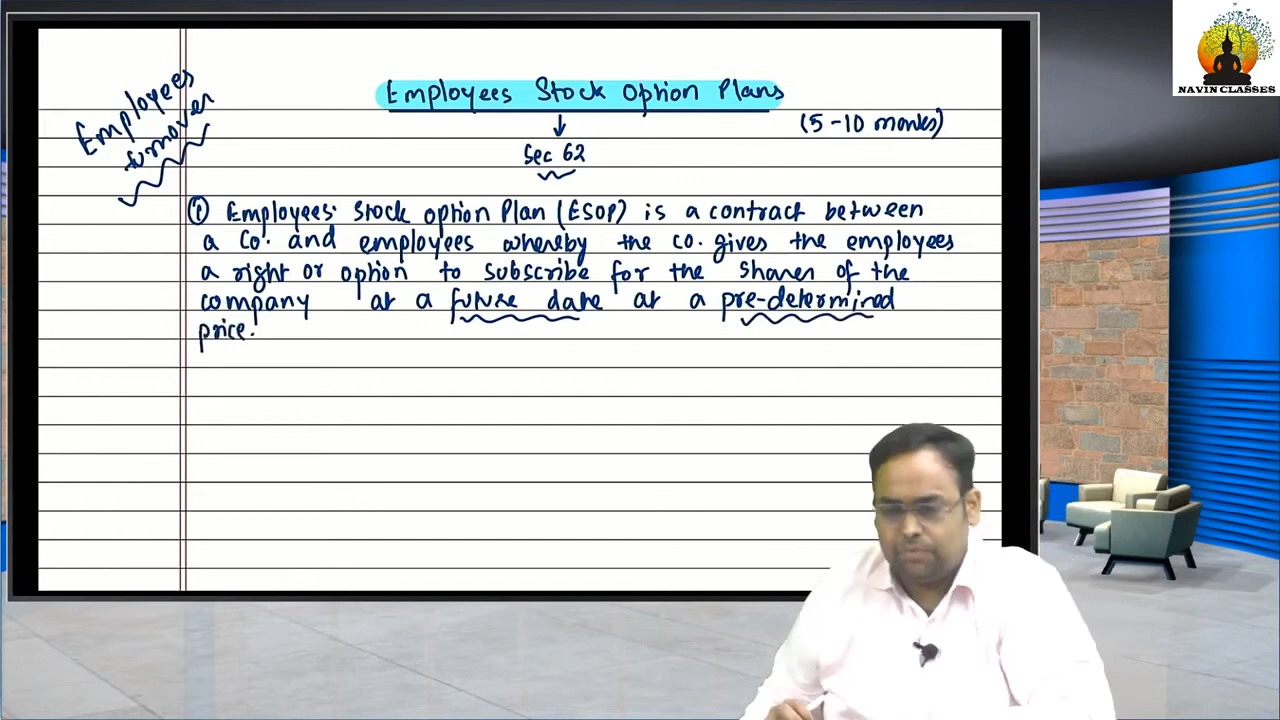 Employees Stock Option Plans
(5-10 marks)
Sec 62
Employees
turnover
① Employees Stock option Plan (ESOP) is a contract between
a Co. and employees whereby the co. gives the employees
a right or option to subscribe for the shares of the
company at a future date at a pre-determined
price.
NAVIN CLASSES